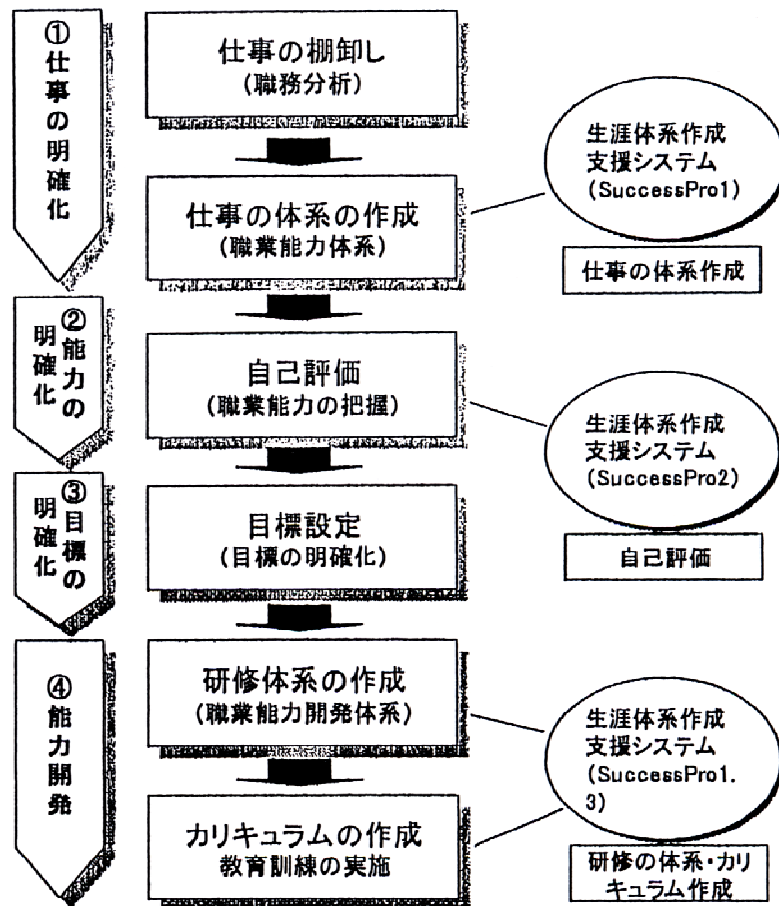 ①仕事の明確化
仕事の棚卸し
(職務分析)
仕事の体系の作成
(職業能力体系)
生涯体系作成
支援システム
(SuccessPro1)
仕事の体系作成
②能力の
明確化
自己評価
(職業能力の把握)
生涯体系作成
支援システム
(SuccessPro2)
自己評価
③目標の
明確化
目標設定
(目標の明確化)
④能力開発
研修体系の作成
(職業能力開発体系)
カリキュラムの作成
教育訓練の実施
生涯体系作成
支援システム
(SuccessPro1.
3)
研修の体系・カリ
キュラム作成